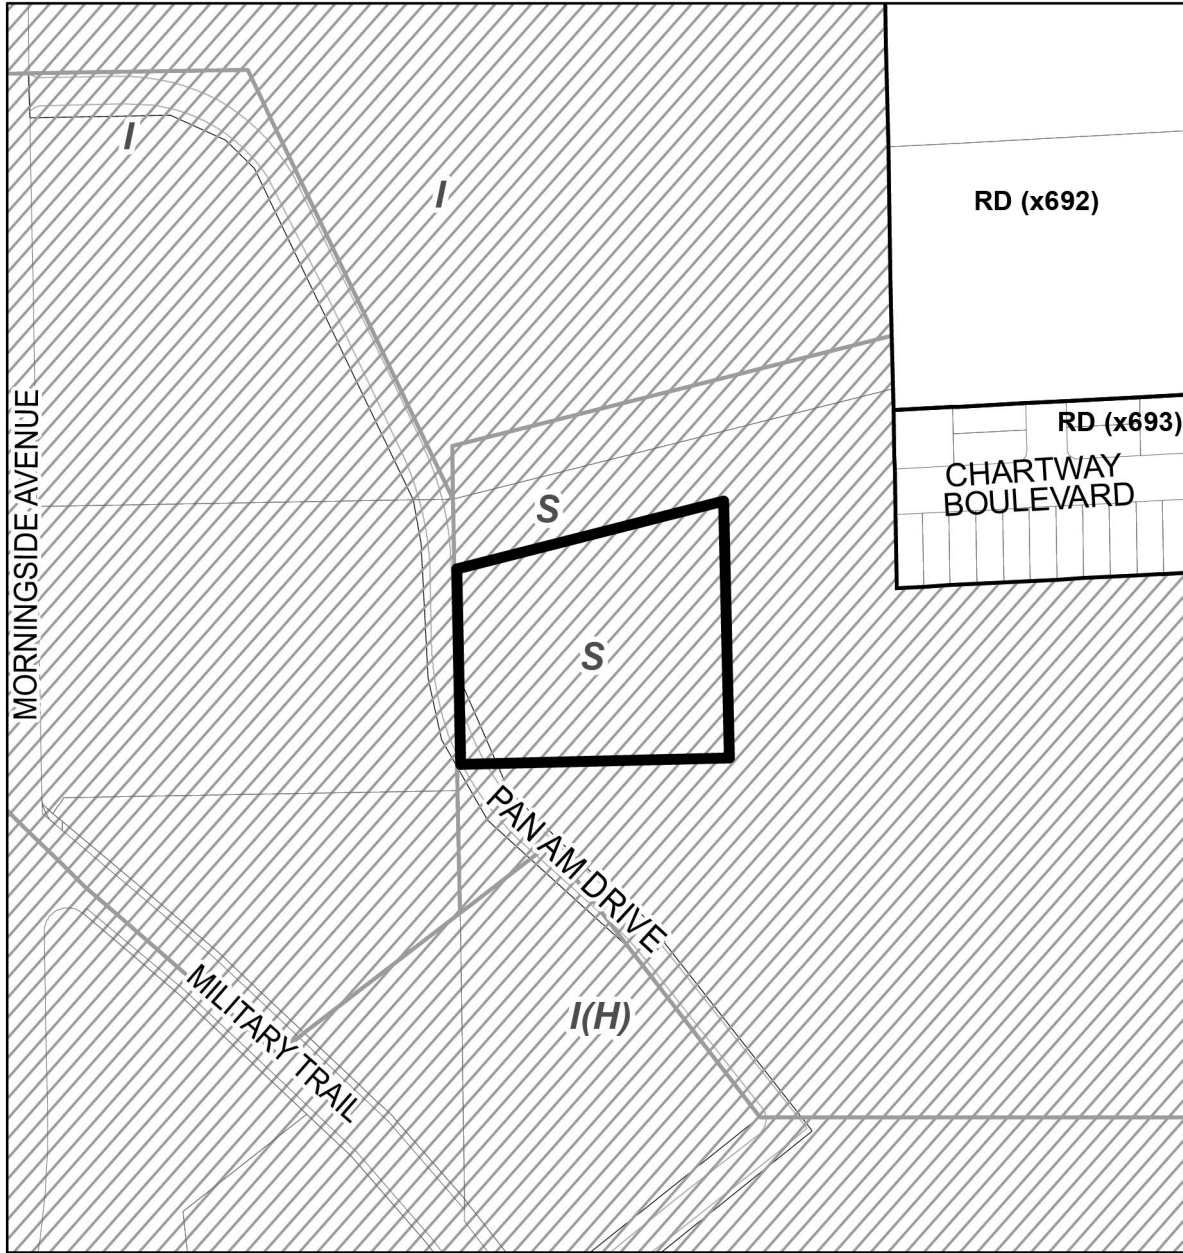 I
I
RD (x692)
RD (x693)
CHARTWAY
BOULEVARD
MORNINGSIDE AVENUE
S
S
PAN AM DRIVE
MILITARY TRAIL
I(H)